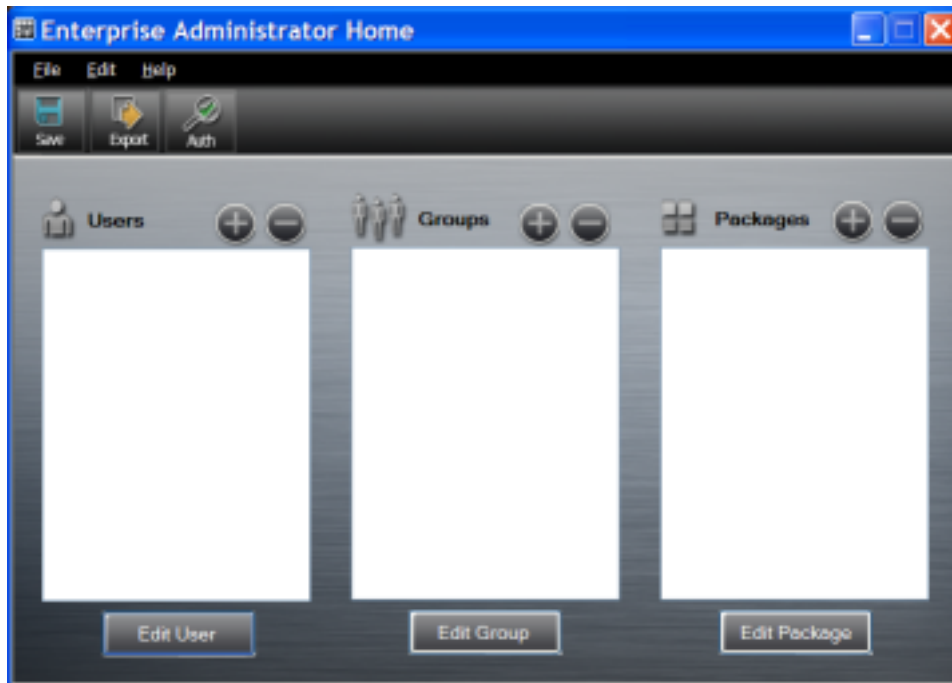 Enterprise Administrator Home
File Edit Help
Save Export Auth
Users Groups Packages
Edit User Edit Group Edit Package